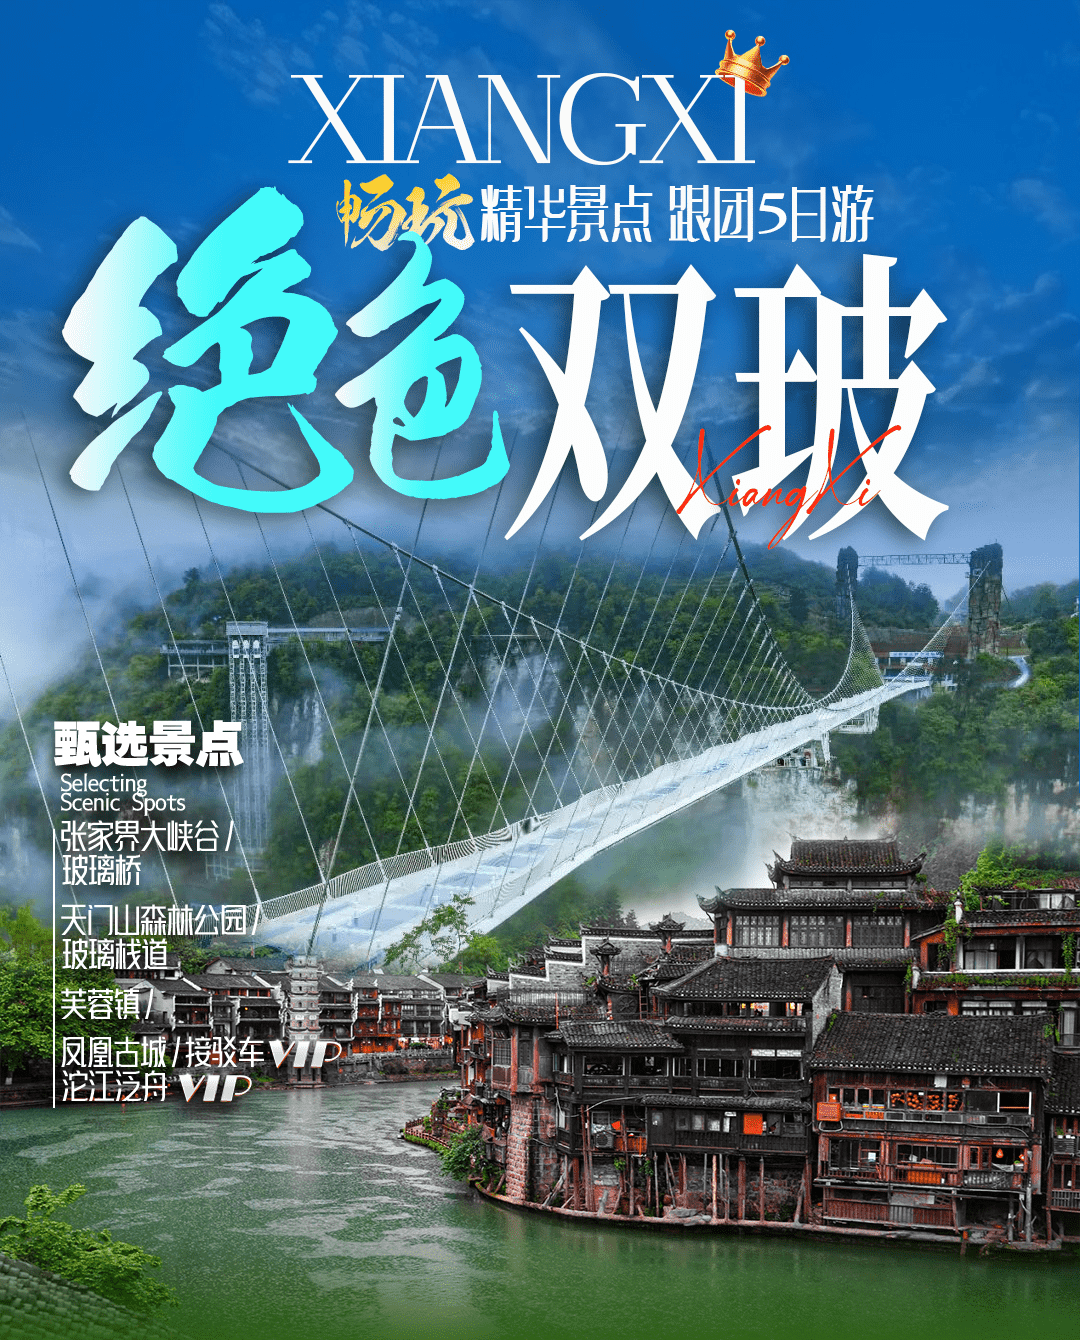 XIANGXI
畅玩精华景点 跟团5日游
绝色双玻
XiangXi
甄选景点
Selecting
Scenic Spots
张家界大峡谷/
玻璃桥
天门山森林公园/
玻璃栈道
芙蓉镇/
凤凰古城/接驳车VIP
沱江泛舟VIP